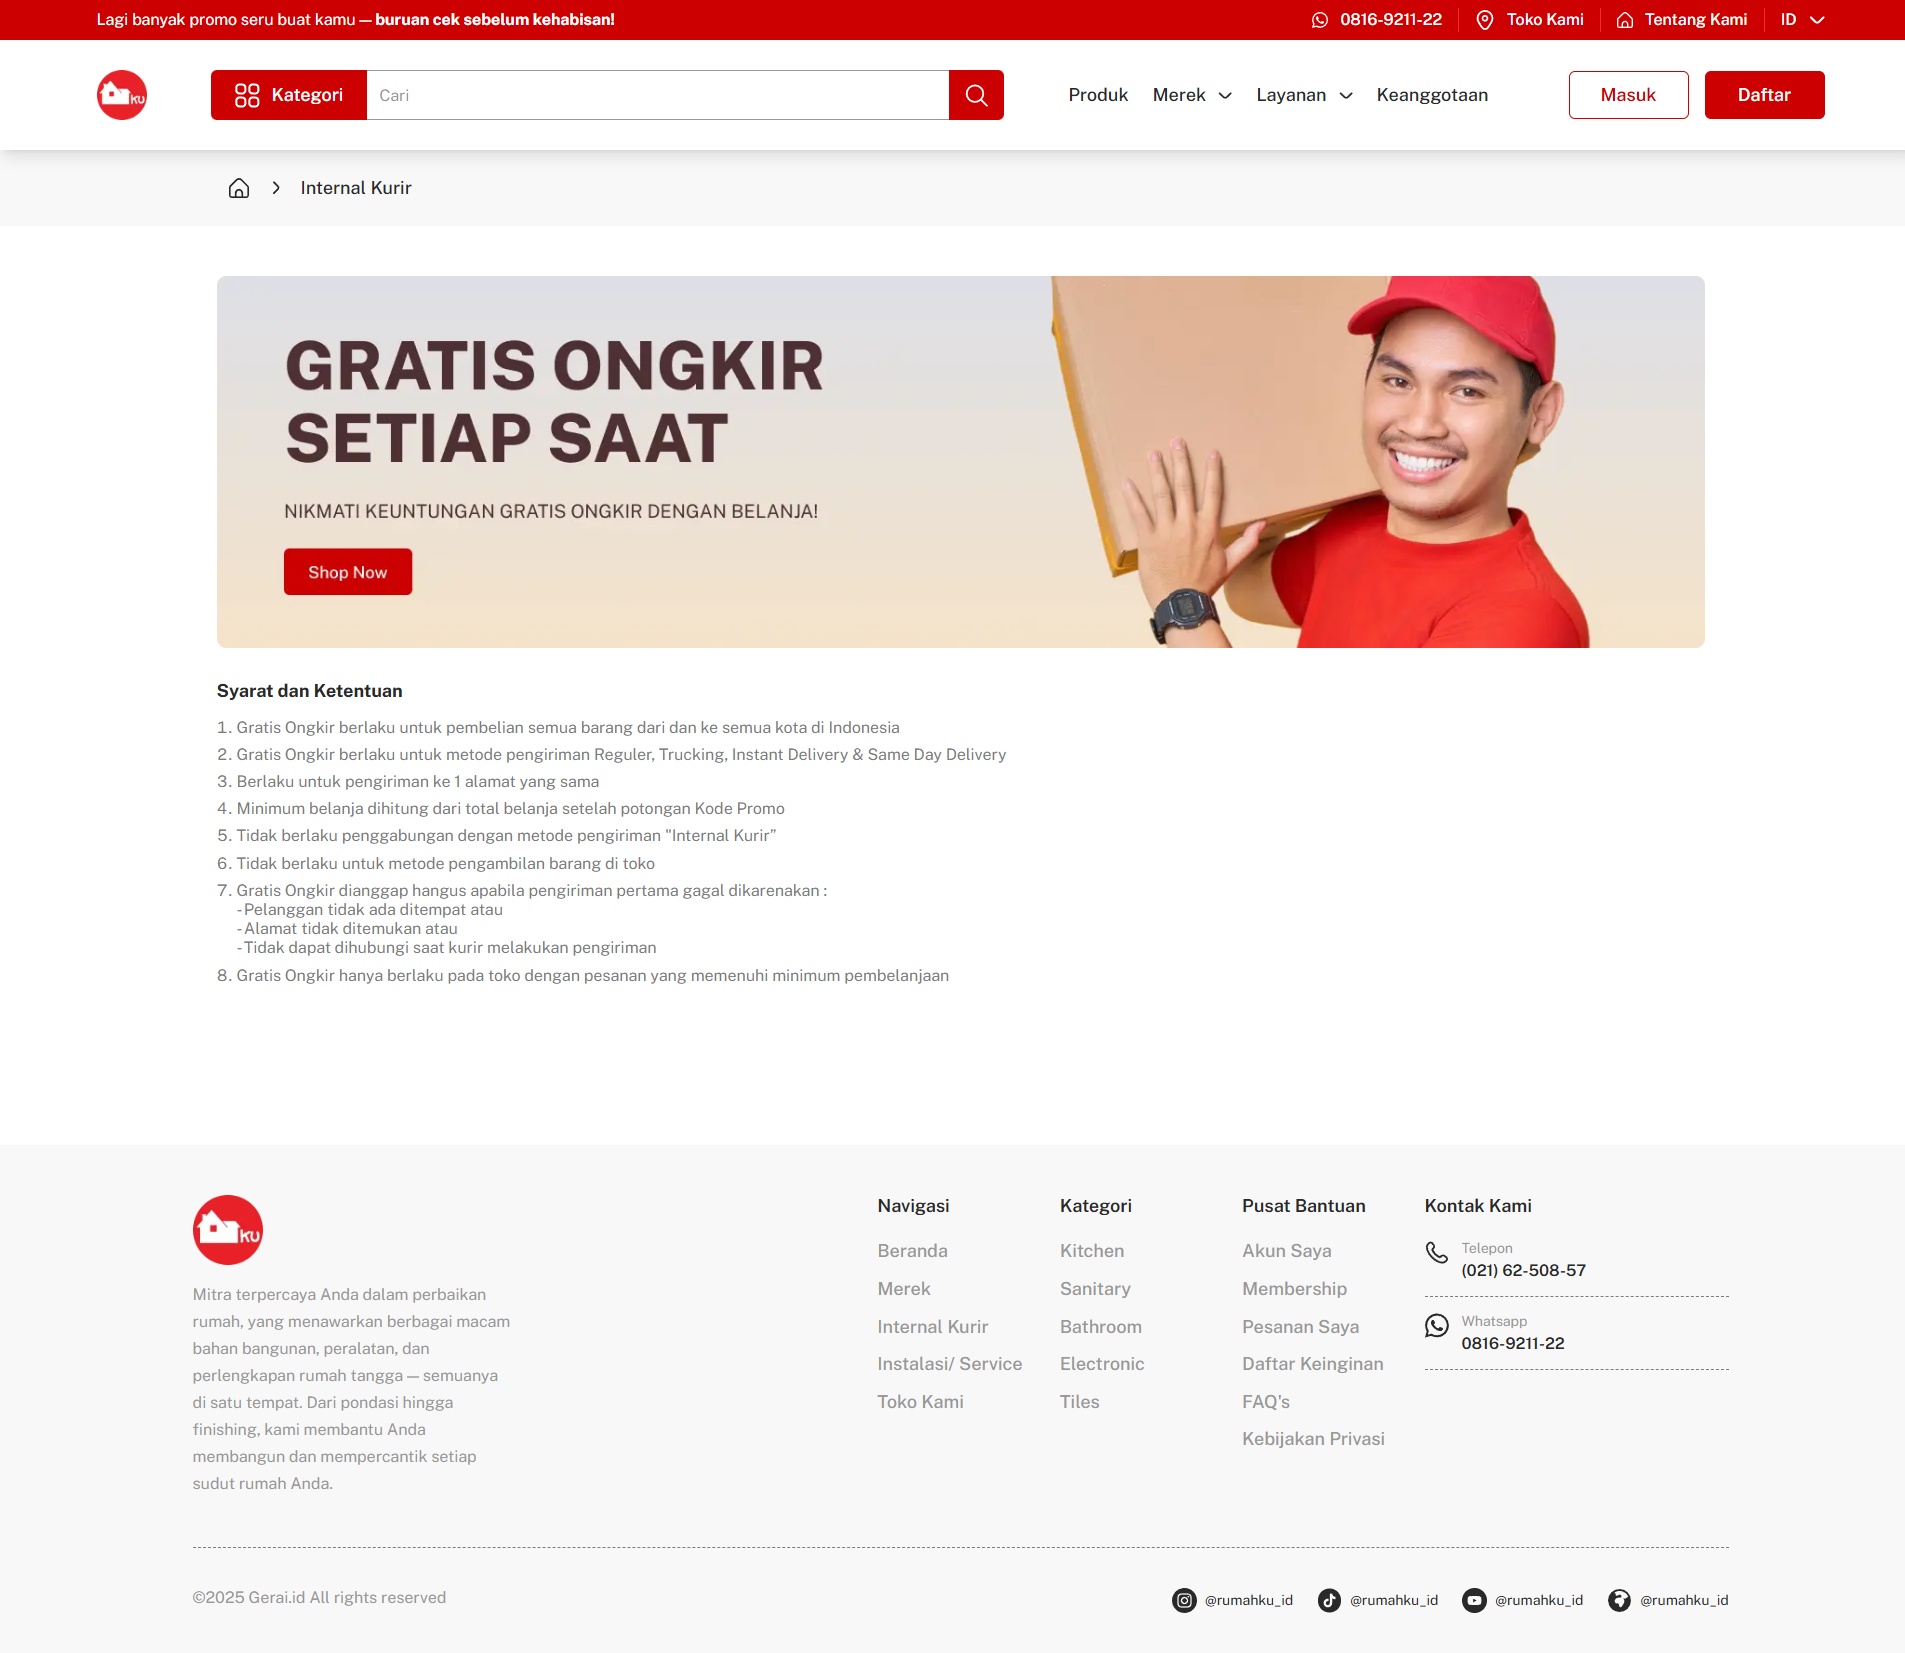 Lagi banyak promo seru buat kamu — buruan cek sebelum kehabisan!
0816-9211-22
Toko Kami
Tentang Kami
ID
KU
Kategori
Cari
Produk
Merek
Layanan
Keanggotaan
Masuk
Daftar
Internal Kurir
GRATIS ONGKIR
SETIAP SAAT
NIKMATI KEUNTUNGAN GRATIS ONGKIR DENGAN BELANJA!
Shop Now
Syarat dan Ketentuan
1. Gratis Ongkir berlaku untuk pembelian semua barang dari dan ke semua kota di Indonesia
2. Gratis Ongkir berlaku untuk metode pengiriman Reguler, Trucking, Instant Delivery & Same Day Delivery
3. Berlaku untuk pengiriman ke 1 alamat yang sama
4. Minimum belanja dihitung dari total belanja setelah potongan Kode Promo
5. Tidak berlaku penggabungan dengan metode pengiriman "Internal Kurir”
6. Tidak berlaku untuk metode pengambilan barang di toko
7. Gratis Ongkir dianggap hangus apabila pengiriman pertama gagal dikarenakan :
-Pelanggan tidak ada ditempat atau
-Alamat tidak ditemukan atau
-Tidak dapat dihubungi saat kurir melakukan pengiriman
8. Gratis Ongkir hanya berlaku pada toko dengan pesanan yang memenuhi minimum pembelanjaan
KU
Mitra terpercaya Anda dalam perbaikan
rumah, yang menawarkan berbagai macam
bahan bangunan, peralatan, dan
perlengkapan rumah tangga — semuanya
di satu tempat. Dari pondasi hingga
finishing, kami membantu Anda
membangun dan mempercantik setiap
sudut rumah Anda.
Navigasi
Beranda
Merek
Internal Kurir
Instalasi/ Service
Toko Kami
Kategori
Kitchen
Sanitary
Bathroom
Electronic
Tiles
Pusat Bantuan
Akun Saya
Membership
Pesanan Saya
Daftar Keinginan
FAQ's
Kebijakan Privasi
Kontak Kami
Telepon
(021) 62-508-57
Whatsapp
0816-9211-22
©2025 Gerai.id All rights reserved
@rumahku_id
@rumahku_id
@rumahku_id
@rumahku_id